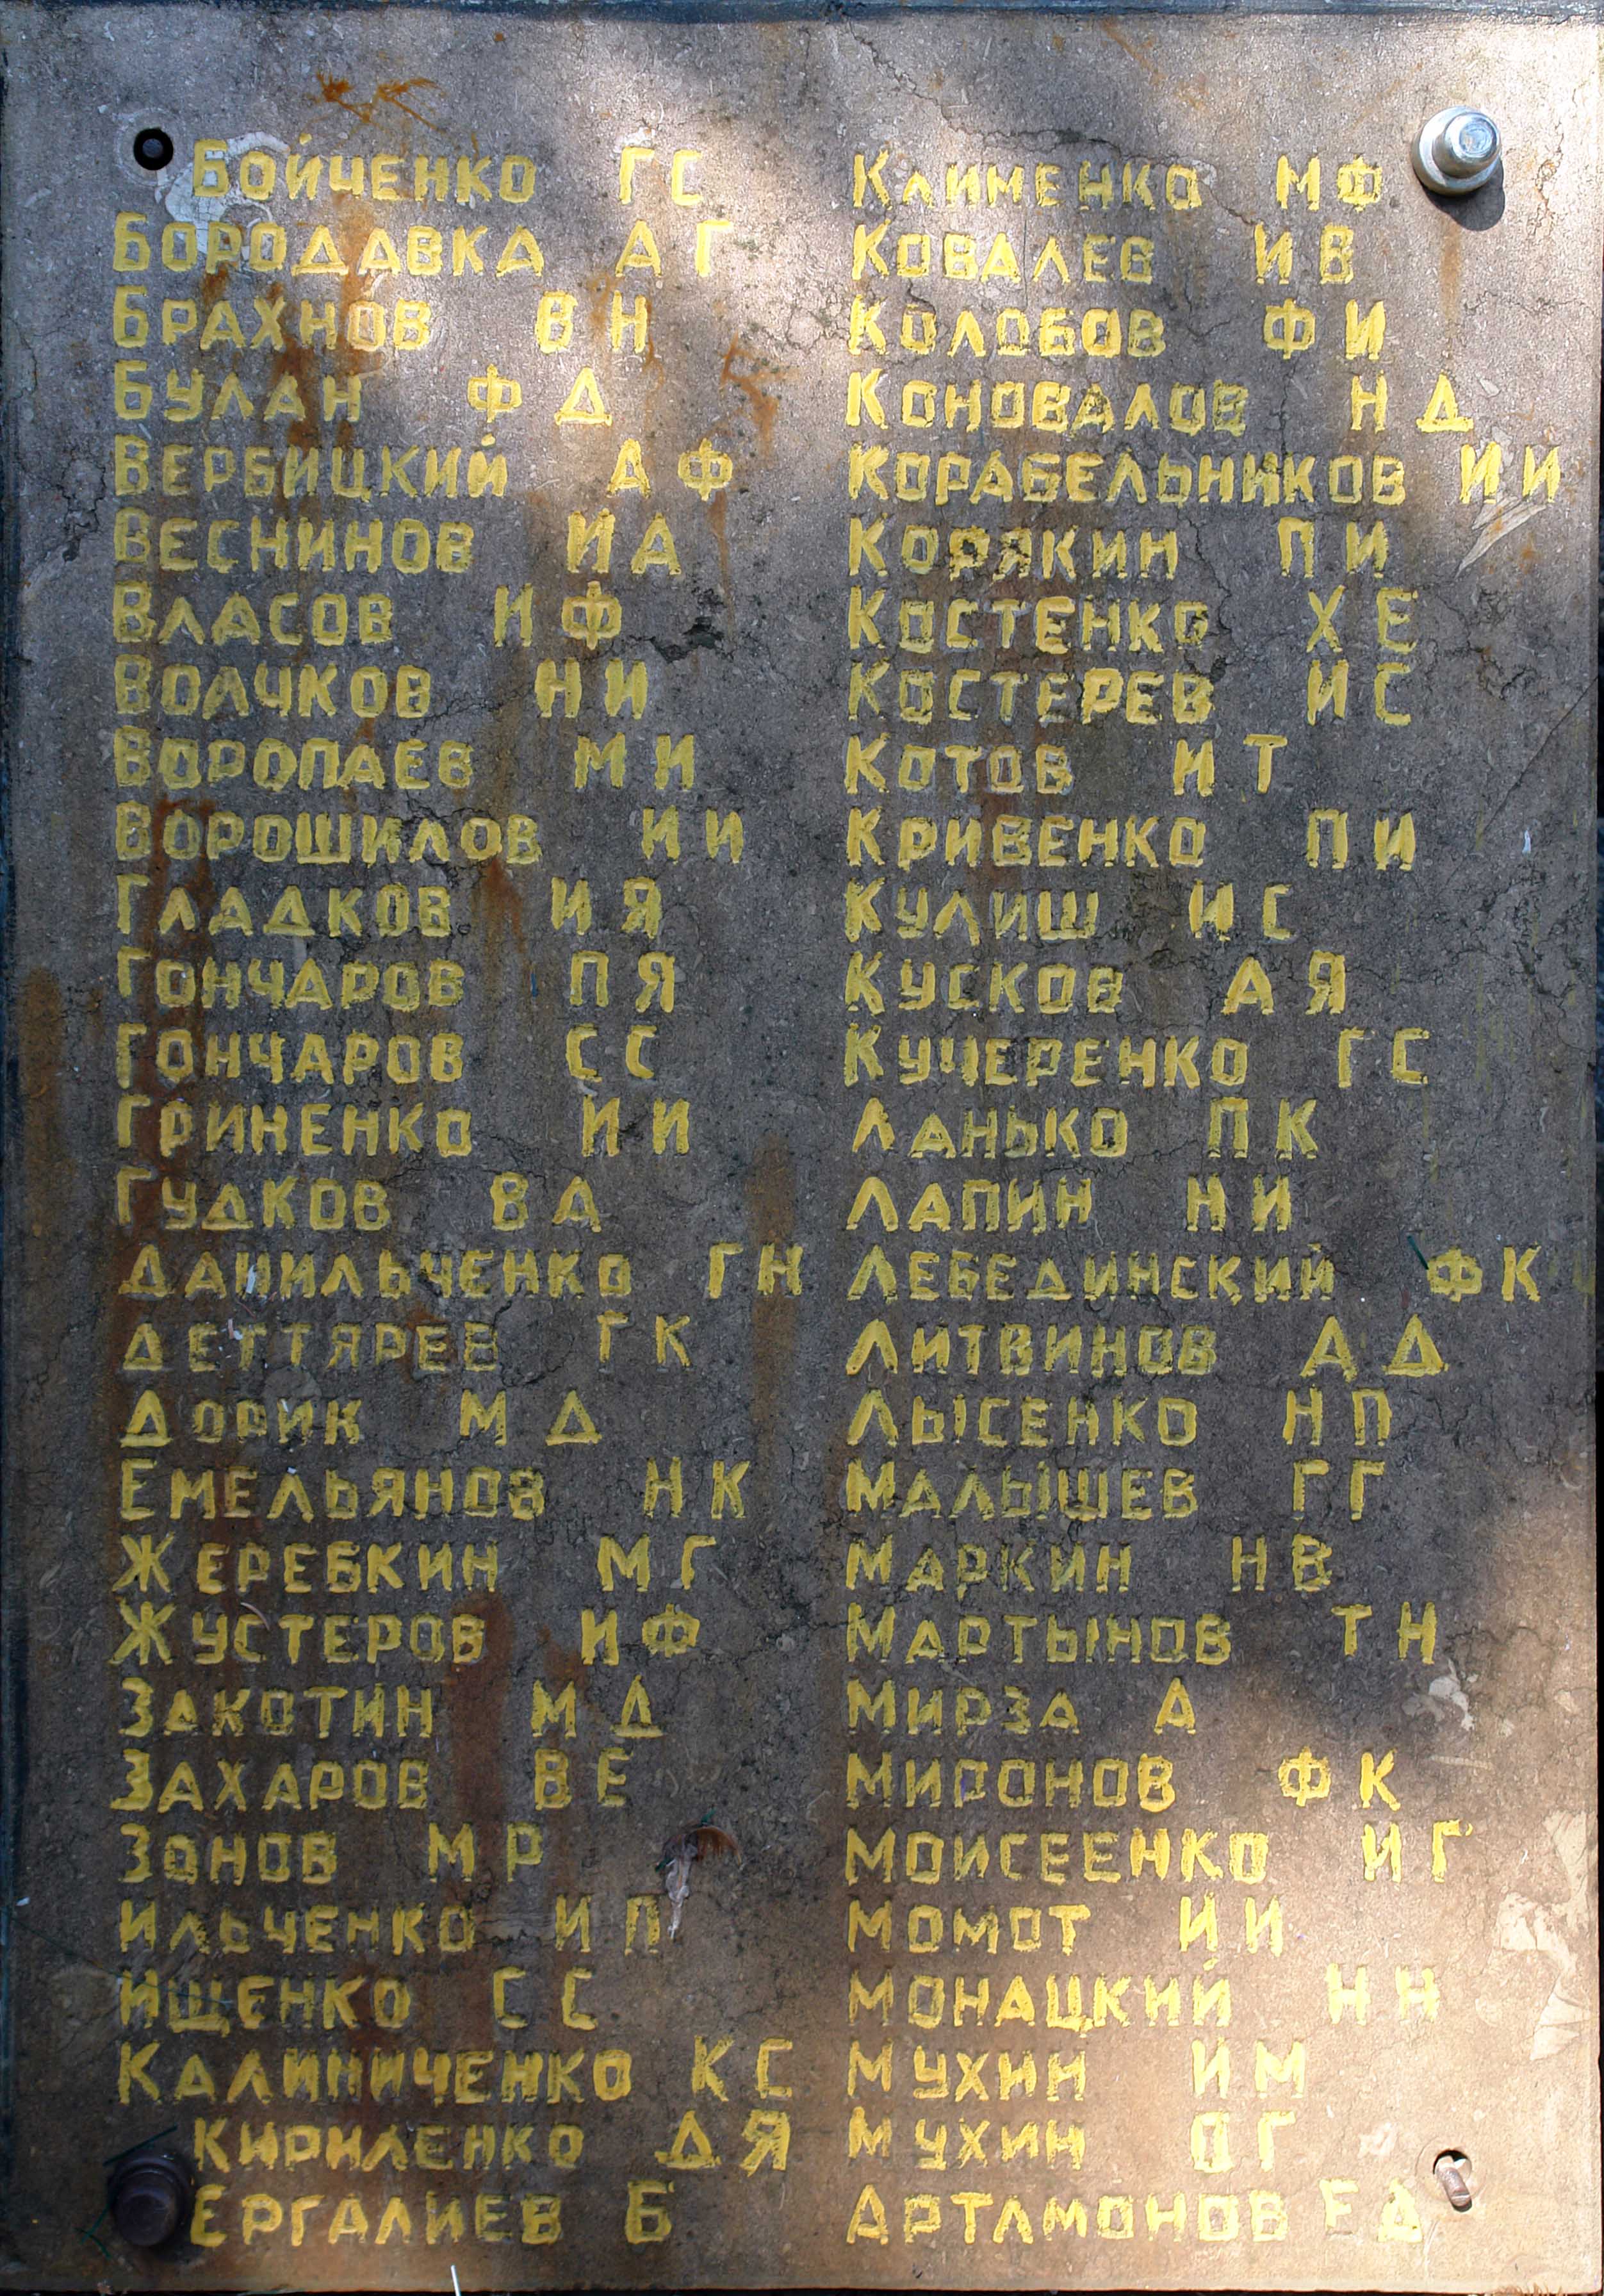 БОЙЧЕНКО ГС
БОРОДАВКА АГ
БРАХНОВ ВН
БУЛАН ФД
ВЕРБИЦКИЙ АФ
ВЕСНИНОВ ИА
ВЛАСОВ ИФ
ВОЛЧКОВ НИ
ВОРОПАЕВ МИ
ВОРОШИЛОВ ИИ
ГЛАДКОВ ИЯ
ГОНЧАРОВ ПЯ
ГОНЧАРОВ СС
ГРИНЕНКО ИИ
ГУДКОВ ВА
ДАНИЛЬЧЕНКО ГН
ДЕГТЯРЕВ ГК
ДОРИК МД
ЕМЕЛЬЯНОВ НК
ЖЕРЕБКИН МГ
ЖУСТЕРОВ ИФ
ЗАКОТИН МД
ЗАХАРОВ ВЕ
ЗОНОВ МР
ИЛЬЧЕНКО ИП
ИЩЕНКО СС
КАЛИНИЧЕНКО КС
КИРИЛЕНКО ДЯ
ЕРГАЛИЕВ Б
КЛИМЕНКО МФ
КОВАЛЕВ ИВ
КОЛОБОВ ФИ
КОНОВАЛОВ НД
КОРАБЕЛЬНИКОВ ИИ
КОРЯКИН ПИ
КОСТЕНКО ХЕ
КОСТЕРЕВ ИС
КОТОВ ИТ
КРИВЕНКО ПИ
КУЛИШ ИС
КУСКОВ АЯ
КУЧЕРЕНКО ГС
ЛАНЬКО ПК
ЛАПИН НИ
ЛЕБЕДИНСКИЙ ФК
ЛИТВИНОВ АД
ЛЫСЕНКО НП
МАЛЫШЕВ ГГ
МАРКИН НВ
МАРТЫНОВ ТН
МИРЗА А
МИРОНОВ ФК
МОИСЕЕНКО ИГ
МОМОТ ИИ
МОНАЦКИЙ НН
МУХИН ИМ
МУХИН ОГ
АРТАМОНОВ ЕД